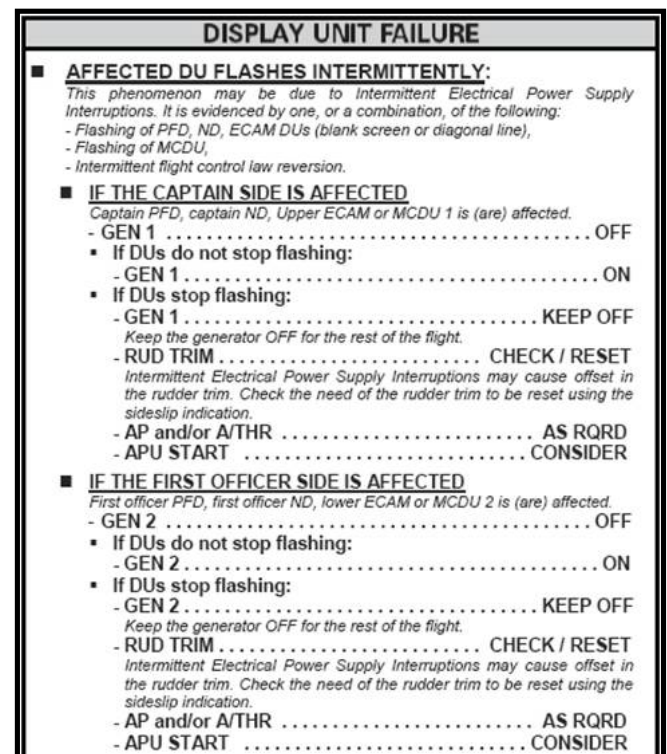 DISPLAY UNIT FAILURE
■ AFFECTED DU FLASHES INTERMITTENTLY:
This phenomenon may be due to Intermittent Electrical Power Supply
Interruptions. It is evidenced by one, or a combination, of the following:
- Flashing of PFD, ND, ECAM DUs (blank screen or diagonal line),
- Flashing of MCDU,
- Intermittent flight control law reversion.
■ IF THE CAPTAIN SIDE IS AFFECTED
Captain PFD, captain ND, Upper ECAM or MCDU 1 is (are) affected.
- GEN 1 . . . . . . . . . . . . . . . . . . . . . . . . . . . . . . . . . . . . . . . . . OFF
▪ If DUs do not stop flashing:
- GEN 1 . . . . . . . . . . . . . . . . . . . . . . . . . . . . . . . . . . . . . . . . ON
▪ If DUs stop flashing:
- GEN 1 . . . . . . . . . . . . . . . . . . . . . . . . . . . . . . . . . . KEEP OFF
Keep the generator OFF for the rest of the flight.
- RUD TRIM . . . . . . . . . . . . . . . . . . . . . . . . . CHECK / RESET
Intermittent Electrical Power Supply Interruptions may cause offset in
the rudder trim. Check the need of the rudder trim to be reset using the
sideslip indication.
- AP and/or A/THR . . . . . . . . . . . . . . . . . . . . . . . . AS RQRD
- APU START . . . . . . . . . . . . . . . . . . . . . . . . . . . CONSIDER
■ IF THE FIRST OFFICER SIDE IS AFFECTED
First officer PFD, first officer ND, lower ECAM or MCDU 2 is (are) affected.
- GEN 2 . . . . . . . . . . . . . . . . . . . . . . . . . . . . . . . . . . . . . . . . . OFF
▪ If DUs do not stop flashing:
- GEN 2 . . . . . . . . . . . . . . . . . . . . . . . . . . . . . . . . . . . . . . . . ON
▪ If DUs stop flashing:
- GEN 2 . . . . . . . . . . . . . . . . . . . . . . . . . . . . . . . . . . KEEP OFF
Keep the generator OFF for the rest of the flight.
- RUD TRIM . . . . . . . . . . . . . . . . . . . . . . . . . CHECK / RESET
Intermittent Electrical Power Supply Interruptions may cause offset in
the rudder trim. Check the need of the rudder trim to be reset using the
sideslip indication.
- AP and/or A/THR . . . . . . . . . . . . . . . . . . . . . . . . AS RQRD
- APU START . . . . . . . . . . . . . . . . . . . . . . . . . . . CONSIDER